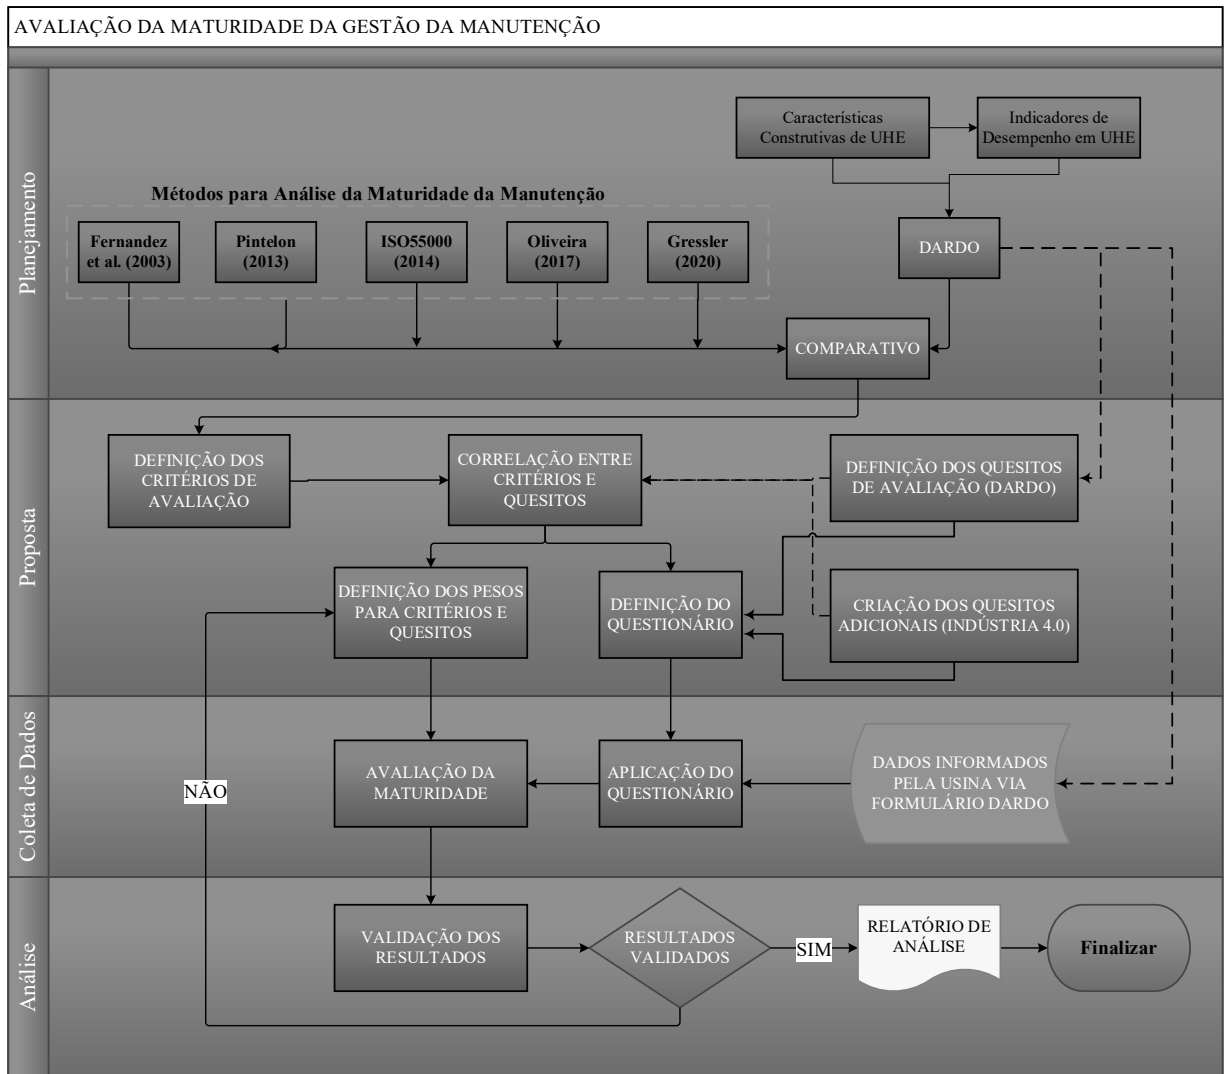 AVALIAÇÃO DA MATURIDADE DA GESTÃO DA MANUTENÇÃO
Planejamento
Características
Construtivas de UHE
Indicadores de
Desempenho em UHE
Métodos para Análise da Maturidade da Manutenção
Fernandez
et al. (2003)
Pintelon
(2013)
ISO55000
(2014)
Oliveira
(2017)
Gressler
(2020)
DARDO
COMPARATIVO
Proposta
DEFINIÇÃO DOS
CRITÉRIOS DE
AVALIAÇÃO
CORRELAÇÃO ENTRE
CRITÉRIOS E
QUESITOS
DEFINIÇÃO DOS QUESITOS
DE AVALIAÇÃO (DARDO)
DEFINIÇÃO DOS PESOS
PARA CRITÉRIOS E
QUESITOS
DEFINIÇÃO DO
QUESTIONÁRIO
CRIAÇÃO DOS QUESITOS
ADICIONAIS (INDÚSTRIA 4.0)
Coleta de Dados
NÃO
AVALIAÇÃO DA
MATURIDADE
APLICAÇÃO DO
QUESTIONÁRIO
DADOS INFORMADOS
PELA USINA VIA
FORMULÁRIO DARDO
Análise
VALIDAÇÃO DOS
RESULTADOS
RESULTADOS
VALIDADOS
SIM
RELATÓRIO DE
ANÁLISE
Finalizar